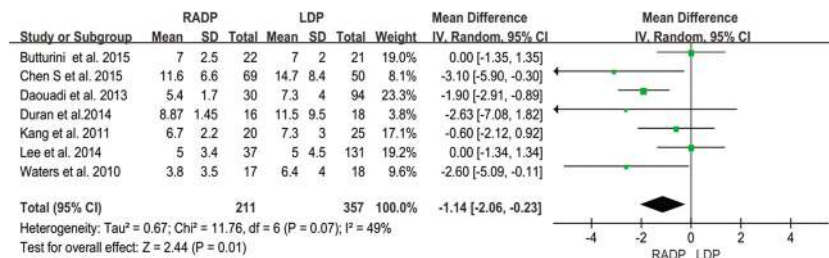 RADP LDP Mean Difference Mean Difference
Study or Subgroup Mean SD Total Mean SD Total Weight IV, Random, 95% CI IV, Random, 95% CI
Butturini et al. 2015 7 2.5 22 7 2 21 19.0% 0.00 [-1.35, 1.35]
Chen S et al. 2015 11.6 6.6 69 14.7 8.4 50 8.1% -3.10 [-5.90, -0.30]
Daouadi et al. 2013 5.4 1.7 30 7.3 4 94 23.3% -1.90 [-2.91, -0.89]
Duran et al.2014 8.87 1.45 16 11.5 9.5 18 3.8% -2.63 [-7.08, 1.82]
Kang et al. 2011 6.7 2.2 20 7.3 3 25 17.1% -0.60 [-2.12, 0.92]
Lee et al. 2014 5 3.4 37 5 4.5 131 19.2% 0.00 [-1.34, 1.34]
Waters et al. 2010 3.8 3.5 17 6.4 4 18 9.6% -2.60 [-5.09, -0.11]
Total (95% CI) 211 357 100.0% -1.14 [-2.06, -0.23]
Heterogeneity: Tau² = 0.67; Chi² = 11.76, df = 6 (P = 0.07); I² = 49%
Test for overall effect: Z = 2.44 (P = 0.01)
-4 -2 0 2 4
RADP LDP